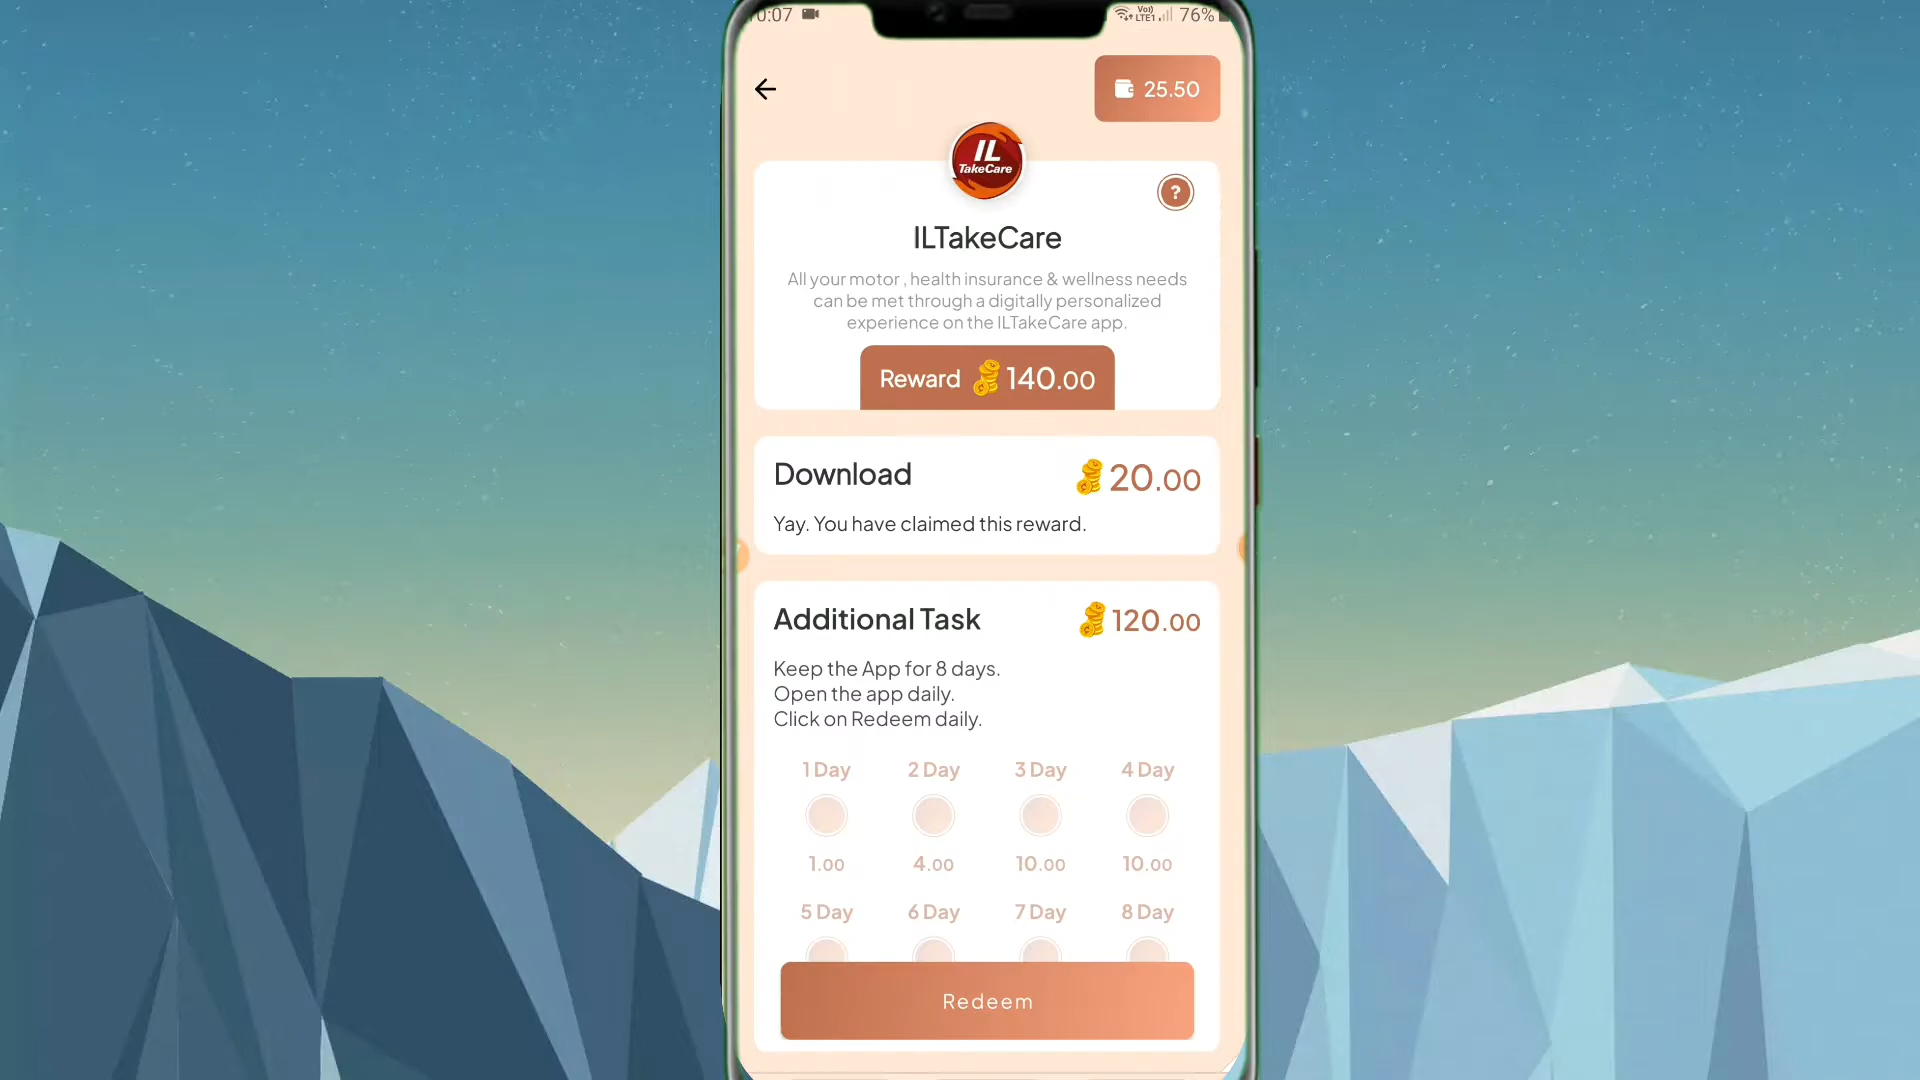 0:07
Vo)
LTE1
76%
25.50
IL
TakeCare
?
ILTakeCare
All your motor , health insurance & wellness needs
can be met through a digitally personalized
experience on the ILTakeCare app.
Reward 140.00
Download 20.00
Yay. You have claimed this reward.
Additional Task 120.00
Keep the App for 8 days.
Open the app daily.
Click on Redeem daily.
1 Day 2 Day 3 Day 4 Day
1.00 4.00 10.00 10.00
5 Day 6 Day 7 Day 8 Day
Redeem